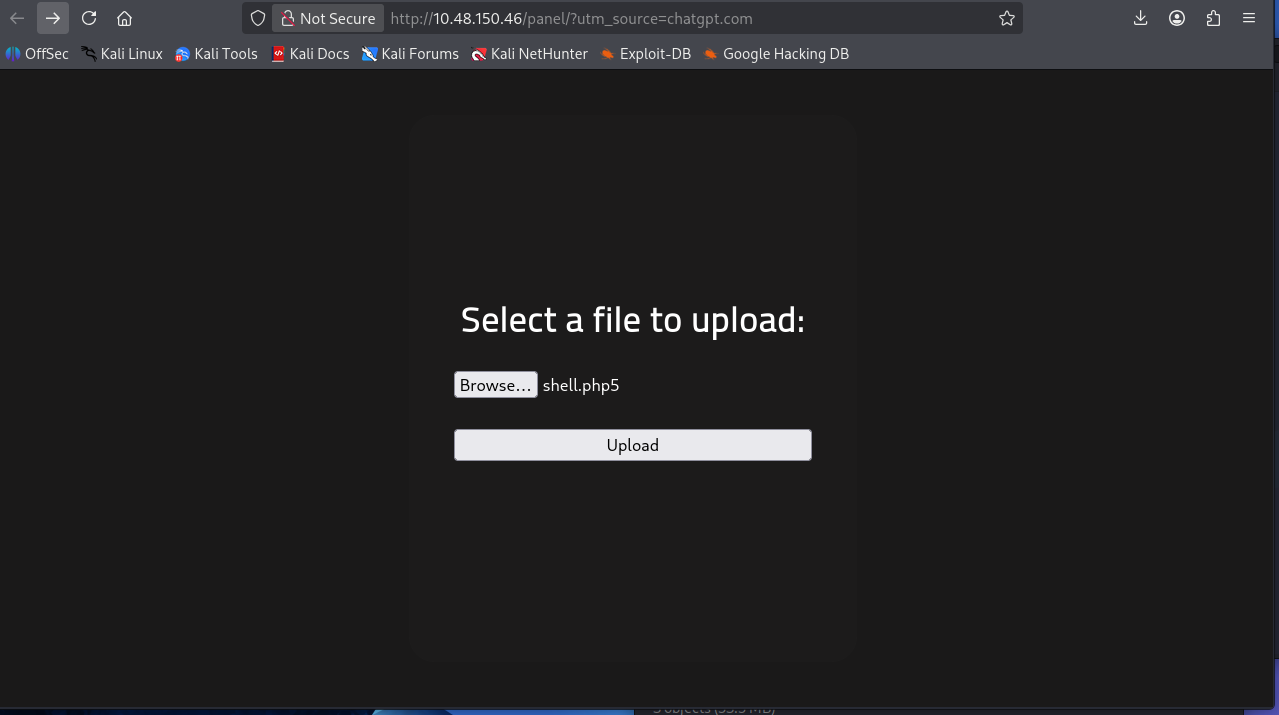 Not Secure http://10.48.150.46/panel/?utm_source=chatgpt.com
OffSec Kali Linux Kali Tools Kali Docs Kali Forums Kali NetHunter Exploit-DB Google Hacking DB
Select a file to upload:
Browse… shell.php5
Upload